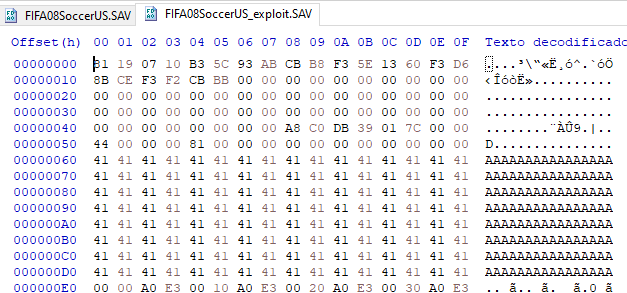 FIFA08SoccerUS.SAV FIFA08SoccerUS_exploit.SAV
Offset(h) 00 01 02 03 04 05 06 07 08 09 0A 0B 0C 0D 0E 0F Texto decodificado
00000000 81 19 07 10 B3 5C 93 AB CB B8 F3 5E 13 60 F3 D6 ....³\“«Ë¸ó^.`óÖ
00000010 8B CE F3 F2 CB BB 00 00 00 00 00 00 00 00 00 00 ‹ÎóòË»..........
00000020 00 00 00 00 00 00 00 00 00 00 00 00 00 00 00 00 ................
00000030 00 00 00 00 00 00 00 00 00 00 00 00 00 00 00 00 ................
00000040 00 00 00 00 00 00 00 00 A8 C0 DB 39 01 7C 00 00 ........¨ÀÛ9.|..
00000050 44 00 00 00 81 00 00 00 00 00 00 00 00 00 00 00 D...............
00000060 41 41 41 41 41 41 41 41 41 41 41 41 41 41 41 41 AAAAAAAAAAAAAAAA
00000070 41 41 41 41 41 41 41 41 41 41 41 41 41 41 41 41 AAAAAAAAAAAAAAAA
00000080 41 41 41 41 41 41 41 41 41 41 41 41 41 41 41 41 AAAAAAAAAAAAAAAA
00000090 41 41 41 41 41 41 41 41 41 41 41 41 41 41 41 41 AAAAAAAAAAAAAAAA
000000A0 41 41 41 41 41 41 41 41 41 41 41 41 41 41 41 41 AAAAAAAAAAAAAAAA
000000B0 41 41 41 41 41 41 41 41 41 41 41 41 41 41 41 41 AAAAAAAAAAAAAAAA
000000C0 41 41 41 41 41 41 41 41 41 41 41 41 41 41 41 41 AAAAAAAAAAAAAAAA
000000D0 41 41 41 41 41 41 41 41 41 41 41 41 41 41 41 41 AAAAAAAAAAAAAAAA
000000E0 00 00 A0 E3 00 10 A0 E3 00 20 A0 E3 00 30 A0 E3 .. ã.. ã. ã.0 ã